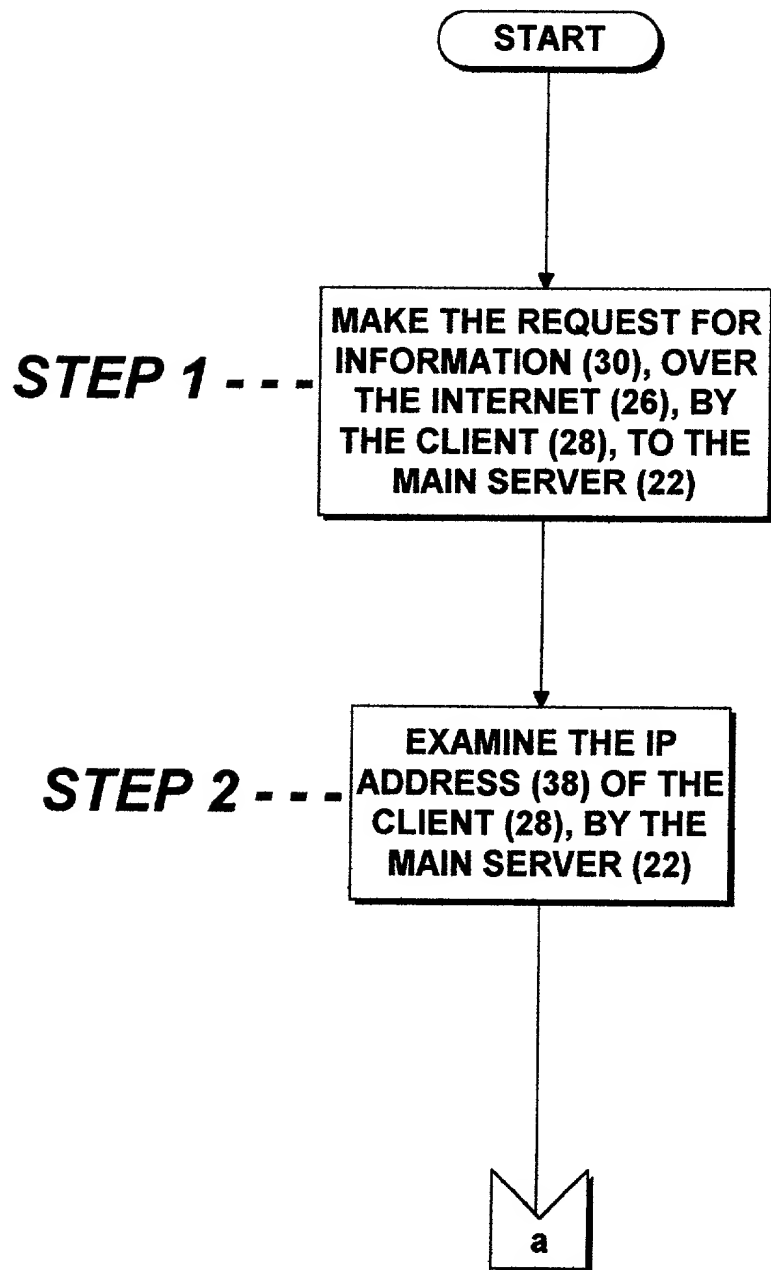 START
MAKE THE REQUEST FOR
INFORMATION (30), OVER
STEP 1 - - -
THE INTERNET (26), BY
THE CLIENT (28), TO THE
MAIN SERVER (22)
EXAMINE THE IP
STEP 2 - - -
ADDRESS (38) OF THE
CLIENT (28), BY THE
MAIN SERVER (22)
a